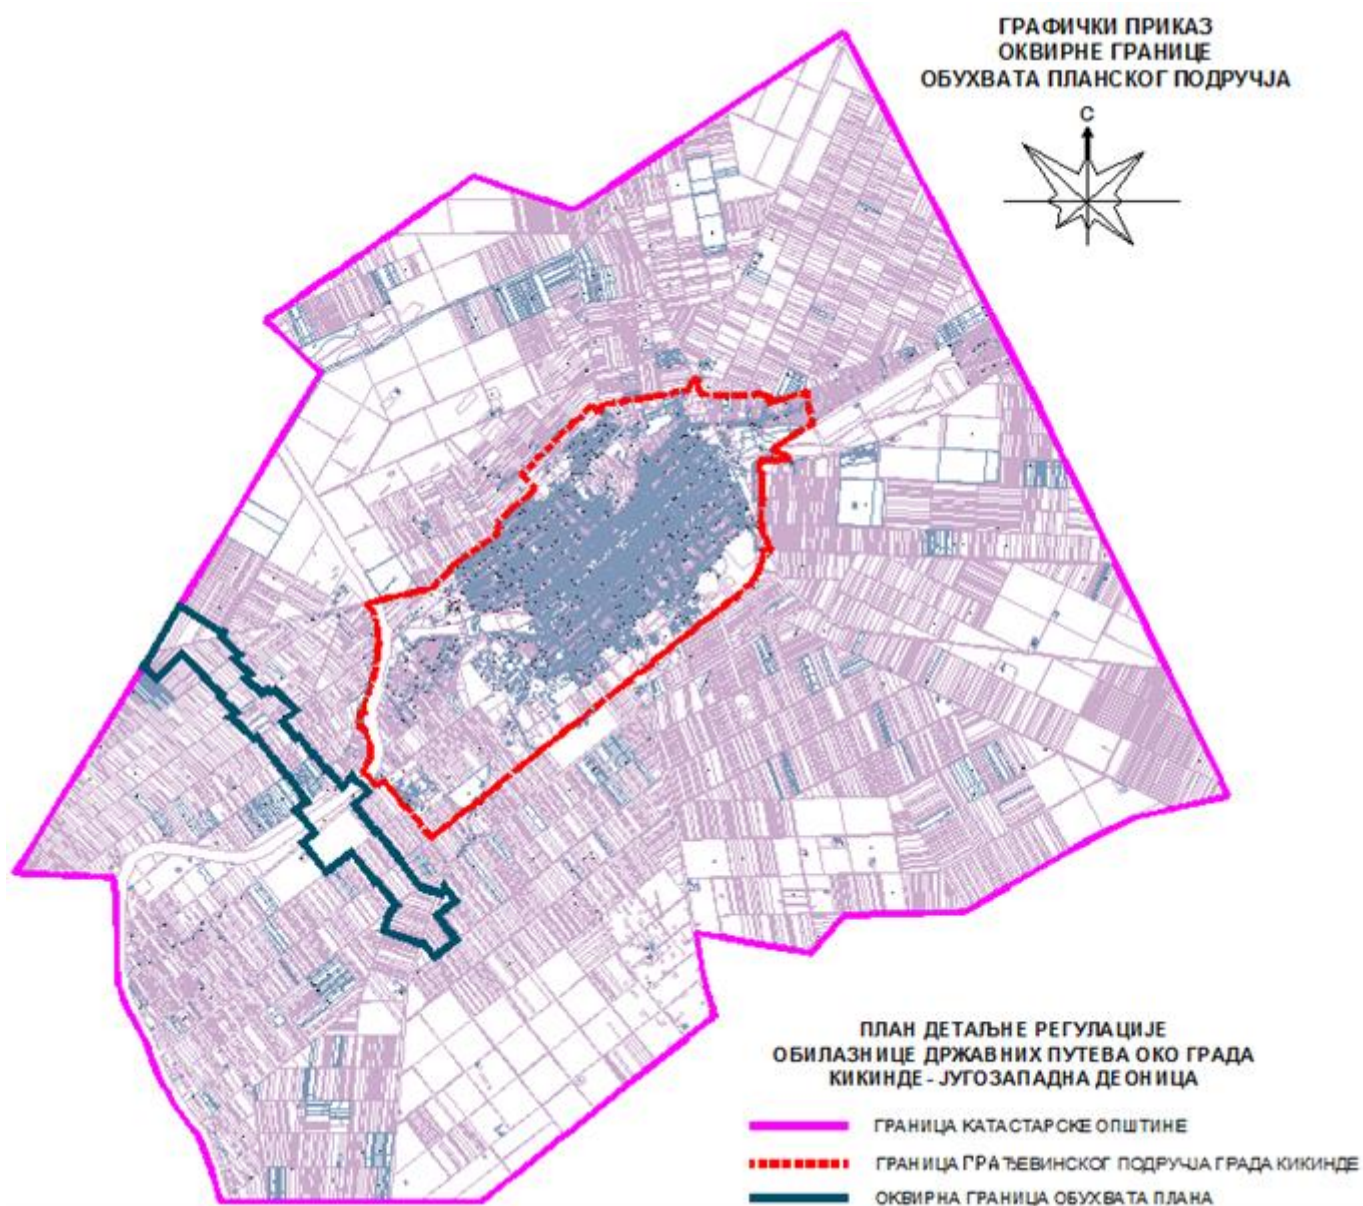 ГРАФИЧКИ ПРИКАЗ
ОКВИРНЕ ГРАНИЦЕ
ОБУХВАТА ПЛАНСКОГ ПОДРУЧЈА
С
ПЛАН ДЕТАЉНЕ РЕГУЛАЦИЈЕ
ОБИЛАЗНИЦЕ ДРЖАВНИХ ПУТЕВА ОКО ГРАДА
КИКИНДЕ - ЈУГОЗАПАДНА ДЕОНИЦА
ГРАНИЦА КАТАСТАРСКЕ ОПШТИНЕ
ГРАНИЦА ГРАЂЕВИНСКОГ ПОДРУЧЈА ГРАДА КИКИНДЕ
ОКВИРНА ГРАНИЦА ОБУХВАТА ПЛАНА